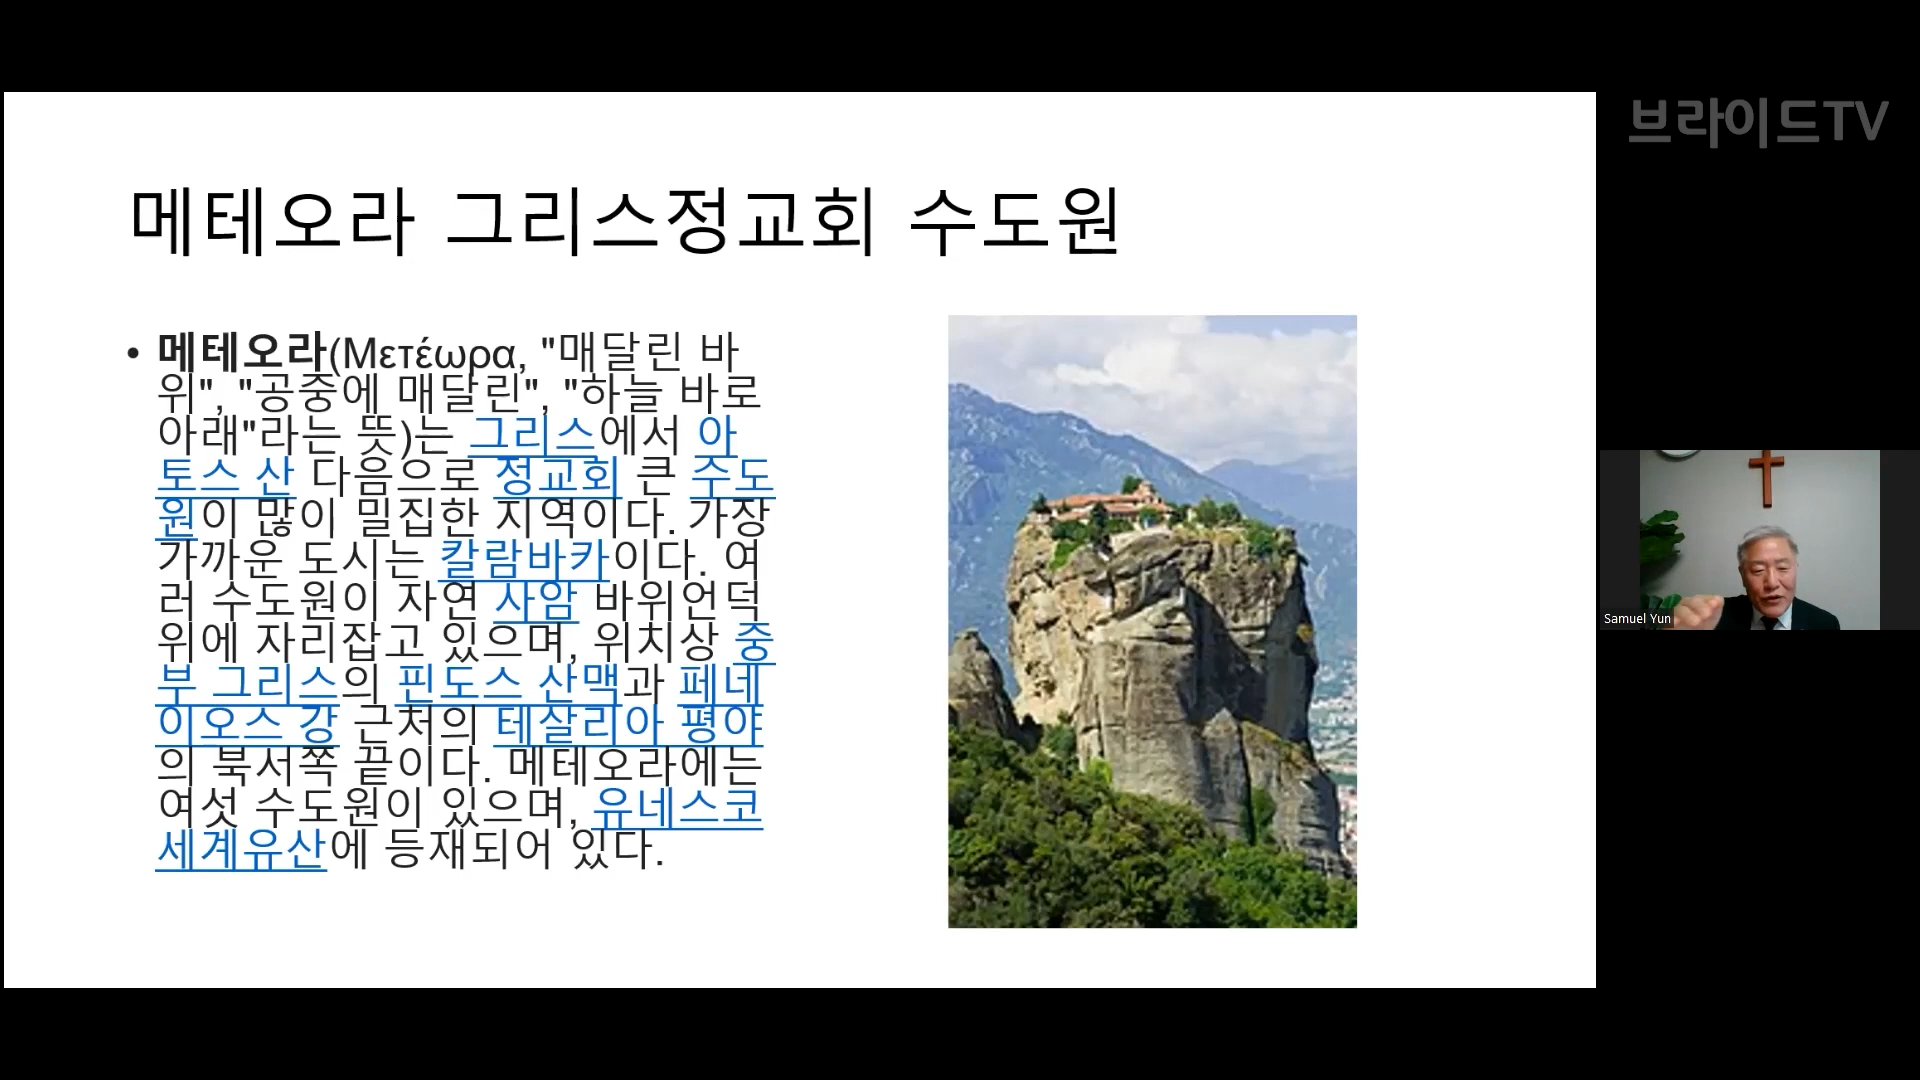 브라이드TV
메테오라 그리스정교회 수도원
• 메테오라(Μετέωρα, "매달린 바
위", "공중에 매달린", "하늘 바로
아래"라는 뜻)는 그리스에서 아
토스 산 다음으로 정교회 큰 수도
원이 많이 밀집한 지역이다. 가장
가까운 도시는 칼람바카이다. 여
러 수도원이 자연 사암 바위언덕
위에 자리잡고 있으며, 위치상 중
부 그리스의 핀도스 산맥과 페네
이오스 강 근처의 테살리아 평야
의 북서쪽 끝이다. 메테오라에는
여섯 수도원이 있으며, 유네스코
세계유산에 등재되어 있다.
Samuel Yun